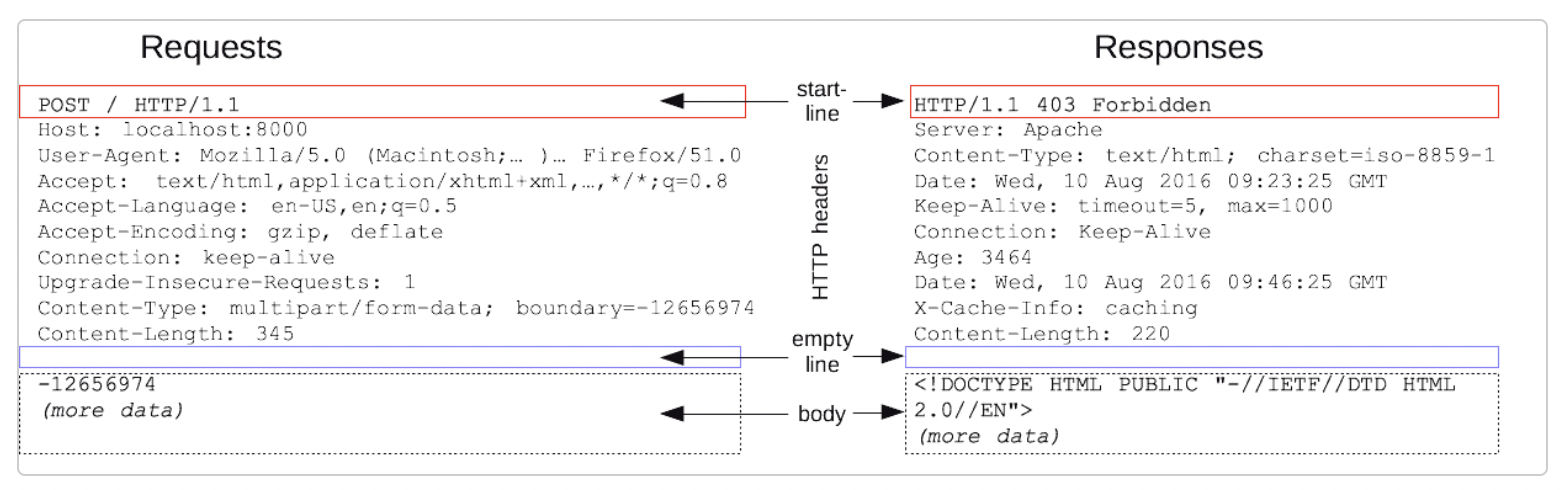 Requests
POST / HTTP/1.1
Host: localhost:8000
User-Agent: Mozilla/5.0 (Macintosh;… )… Firefox/51.0
Accept: text/html,application/xhtml+xml,…,*/*;q=0.8
Accept-Language: en-US,en;q=0.5
Accept-Encoding: gzip, deflate
Connection: keep-alive
Upgrade-Insecure-Requests: 1
Content-Type: multipart/form-data; boundary=-12656974
Content-Length: 345
-12656974
(more data)
start-
line
HTTP headers
empty
line
body
Responses
HTTP/1.1 403 Forbidden
Server: Apache
Content-Type: text/html; charset=iso-8859-1
Date: Wed, 10 Aug 2016 09:23:25 GMT
Keep-Alive: timeout=5, max=1000
Connection: Keep-Alive
Age: 3464
Date: Wed, 10 Aug 2016 09:46:25 GMT
X-Cache-Info: caching
Content-Length: 220
<!DOCTYPE HTML PUBLIC "-//IETF//DTD HTML
2.0//EN">
(more data)